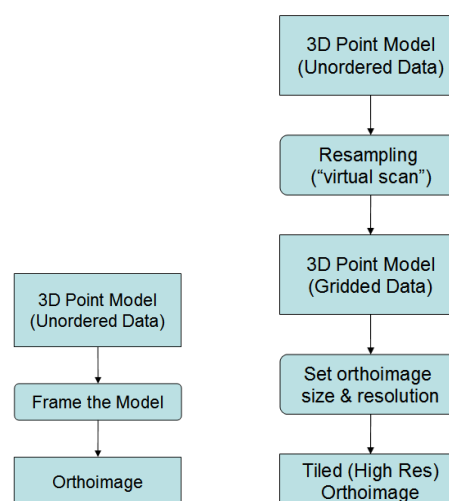 3D Point Model
(Unordered Data)
Frame the Model
Orthoimage
3D Point Model
(Unordered Data)
Resampling
(“virtual scan”)
3D Point Model
(Gridded Data)
Set orthoimage
size & resolution
Tiled (High Res)
Orthoimage